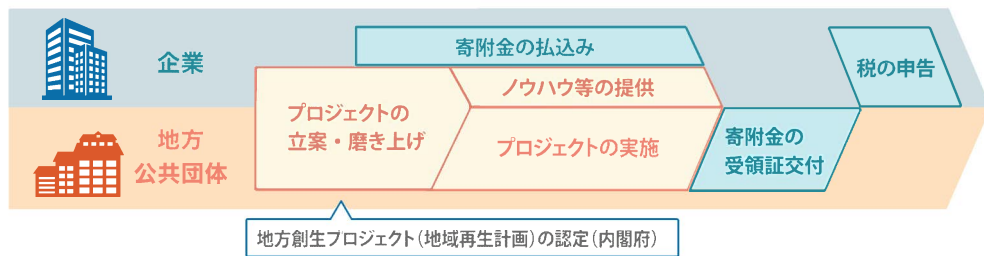 企業
寄附金の払込み
税の申告
ノウハウ等の提供
プロジェクトの
立案・磨き上げ
地方
公共団体
プロジェクトの実施
寄附金の
受領証交付
地方創生プロジェクト（地域再生計画）の認定（内閣府）